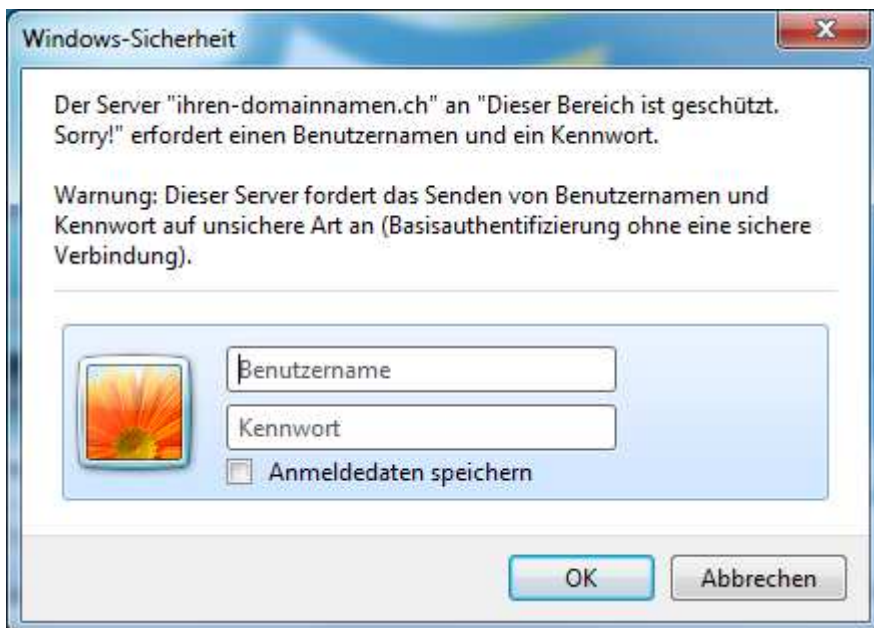 Windows-Sicherheit
Der Server "ihren-domainnamen.ch" an "Dieser Bereich ist geschützt.
Sorry!" erfordert einen Benutzernamen und ein Kennwort.
Warnung: Dieser Server fordert das Senden von Benutzernamen und
Kennwort auf unsichere Art an (Basisauthentifizierung ohne eine sichere
Verbindung).
Benutzername
Kennwort
Anmeldedaten speichern
OK
Abbrechen